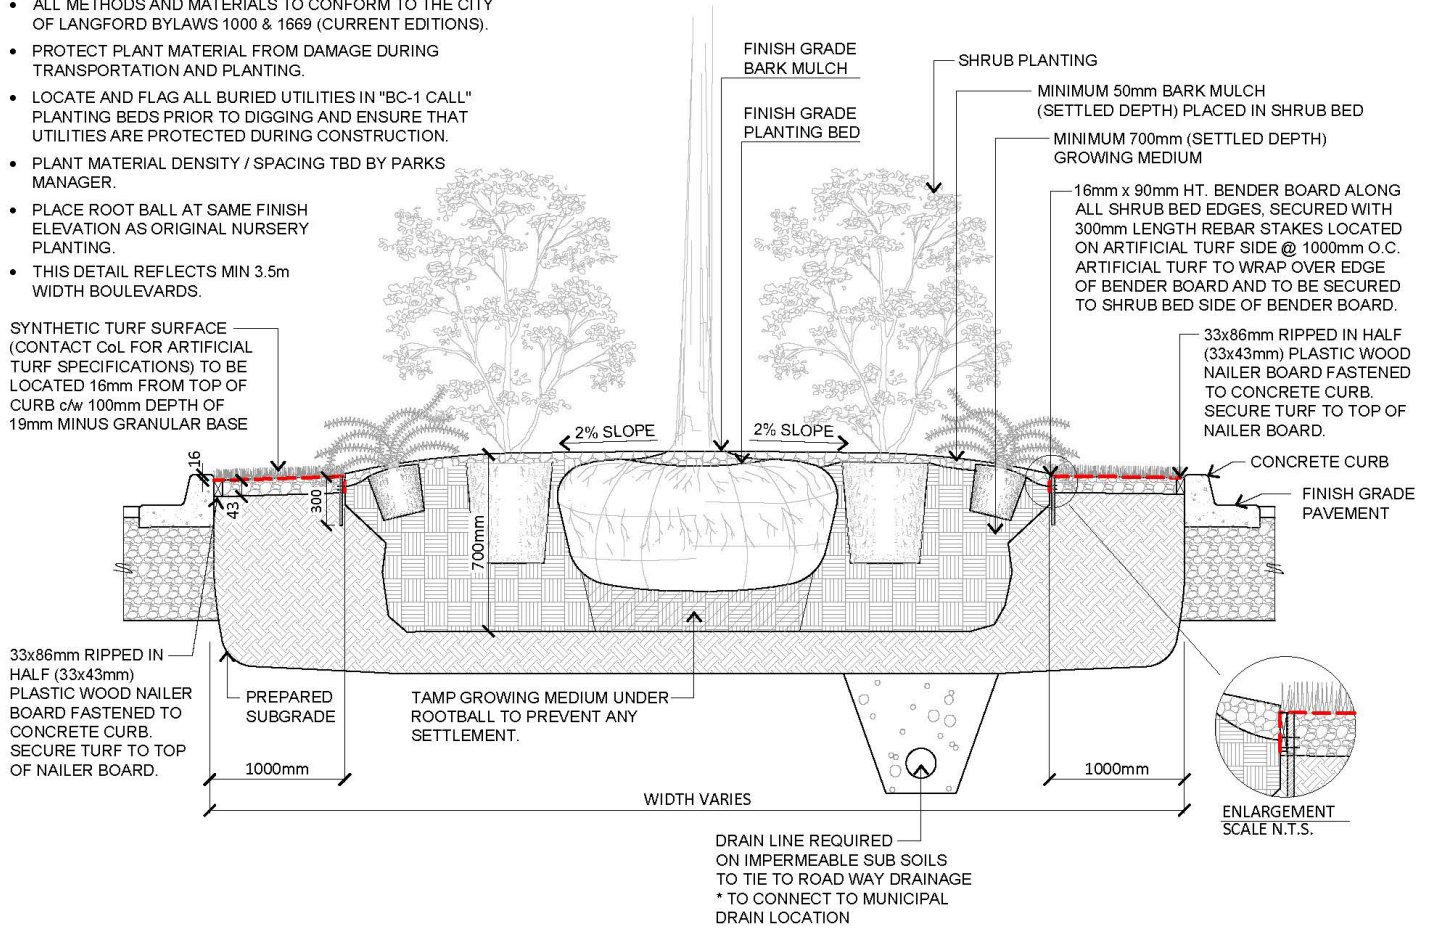 ALL METHODS AND MATERIALS TO CONFORM TO THE CITY
OF LANGFORD BYLAWS 1000 & 1669 (CURRENT EDITIONS).
• PROTECT PLANT MATERIAL FROM DAMAGE DURING
TRANSPORTATION AND PLANTING.
• LOCATE AND FLAG ALL BURIED UTILITIES IN "BC-1 CALL"
PLANTING BEDS PRIOR TO DIGGING AND ENSURE THAT
UTILITIES ARE PROTECTED DURING CONSTRUCTION.
• PLANT MATERIAL DENSITY / SPACING TBD BY PARKS
MANAGER.
• PLACE ROOT BALL AT SAME FINISH
ELEVATION AS ORIGINAL NURSERY
PLANTING.
• THIS DETAIL REFLECTS MIN 3.5m
WIDTH BOULEVARDS.
SYNTHETIC TURF SURFACE
(CONTACT CoL FOR ARTIFICIAL
TURF SPECIFICATIONS) TO BE
LOCATED 16mm FROM TOP OF
CURB c/w 100mm DEPTH OF
19mm MINUS GRANULAR BASE
FINISH GRADE
BARK MULCH
FINISH GRADE
PLANTING BED
SHRUB PLANTING
MINIMUM 50mm BARK MULCH
(SETTLED DEPTH) PLACED IN SHRUB BED
MINIMUM 700mm (SETTLED DEPTH)
GROWING MEDIUM
16mm x 90mm HT. BENDER BOARD ALONG
ALL SHRUB BED EDGES, SECURED WITH
300mm LENGTH REBAR STAKES LOCATED
ON ARTIFICIAL TURF SIDE @ 1000mm O.C.
ARTIFICIAL TURF TO WRAP OVER EDGE
OF BENDER BOARD AND TO BE SECURED
TO SHRUB BED SIDE OF BENDER BOARD.
33x86mm RIPPED IN HALF
(33x43mm) PLASTIC WOOD
NAILER BOARD FASTENED
TO CONCRETE CURB.
SECURE TURF TO TOP OF
NAILER BOARD.
CONCRETE CURB
FINISH GRADE
PAVEMENT
2% SLOPE
2% SLOPE
16
43
300
700mm
33x86mm RIPPED IN
HALF (33x43mm)
PLASTIC WOOD NAILER
BOARD FASTENED TO
CONCRETE CURB.
SECURE TURF TO TOP
OF NAILER BOARD.
PREPARED
SUBGRADE
TAMP GROWING MEDIUM UNDER
ROOTBALL TO PREVENT ANY
SETTLEMENT.
1000mm
1000mm
WIDTH VARIES
DRAIN LINE REQUIRED
ON IMPERMEABLE SUB SOILS
TO TIE TO ROAD WAY DRAINAGE
* TO CONNECT TO MUNICIPAL
DRAIN LOCATION
ENLARGEMENT
SCALE N.T.S.